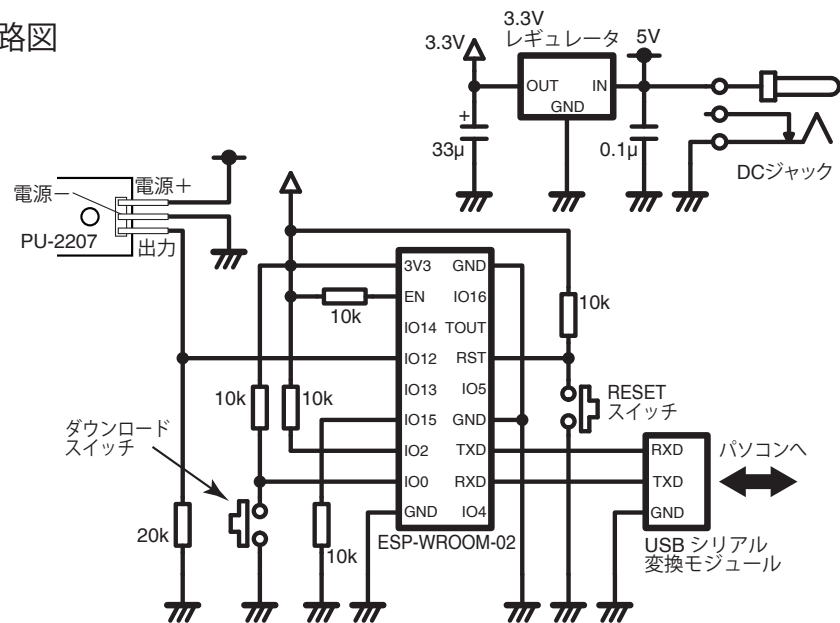 路図
3.3V
3.3V
レギュレータ
5V
OUT
IN
GND
+
33μ
0.1μ
DCジャック
電源－
電源＋
PU-2207
出力
3V3
GND
EN
IO16
10k
IO14
TOUT
10k
IO12
RST
IO13
IO5
10k
10k
IO15
GND
RESET
スイッチ
ダウンロード
スイッチ
IO2
TXD
RXD
パソコンへ
IO0
RXD
TXD
GND
IO4
GND
20k
10k
ESP-WROOM-02
USB シリアル
変換モジュール